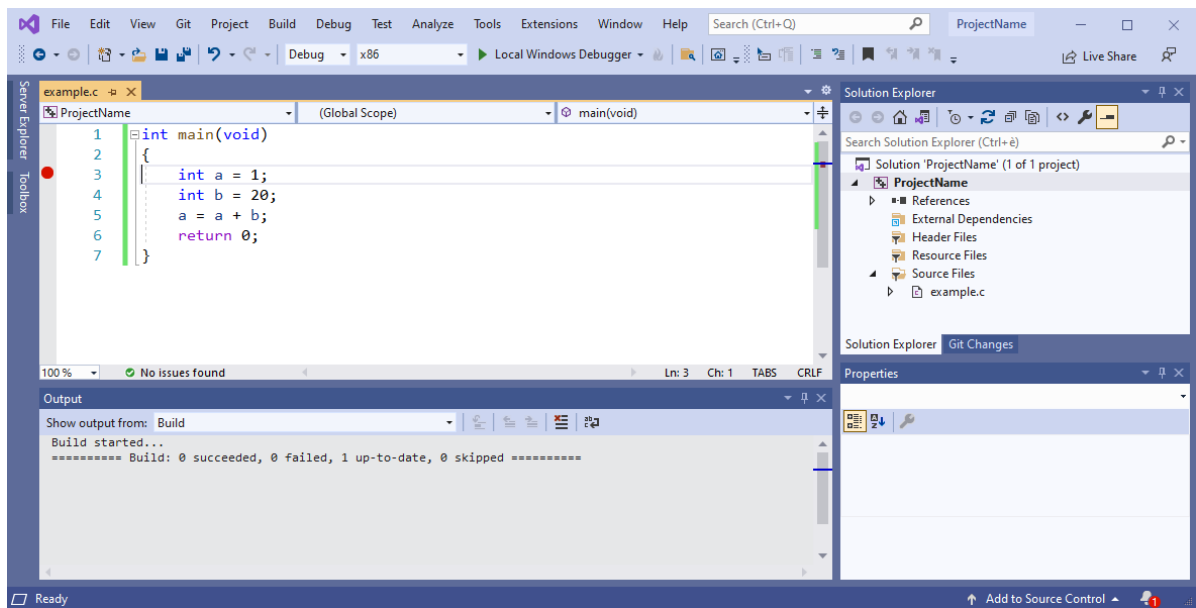 File Edit View Git Project Build Debug Test Analyze Tools Extensions Window Help Search (Ctrl+Q) ProjectName
Debug x86 Local Windows Debugger Live Share
Server Explorer
Toolbox
example.c
ProjectName (Global Scope) main(void)
1 int main(void)
2 {
3 int a = 1;
4 int b = 20;
5 a = a + b;
6 return 0;
7 }
100 % No issues found Ln: 3 Ch: 1 TABS CRLF
Output
Show output from: Build
Build started...
========== Build: 0 succeeded, 0 failed, 1 up-to-date, 0 skipped ==========
Solution Explorer
Search Solution Explorer (Ctrl+è)
Solution 'ProjectName' (1 of 1 project)
ProjectName
References
External Dependencies
Header Files
Resource Files
Source Files
example.c
Solution Explorer Git Changes
Properties
Ready Add to Source Control 1